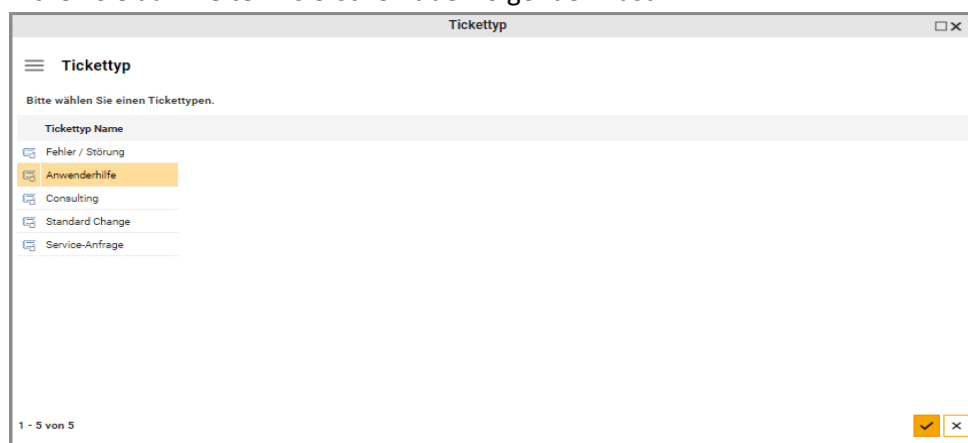 Tickettyp
Tickettyp
Bitte wählen Sie einen Tickettypen.
Tickettyp Name
Fehler / Störung
Anwenderhilfe
Consulting
Standard Change
Service-Anfrage
1 - 5 von 5